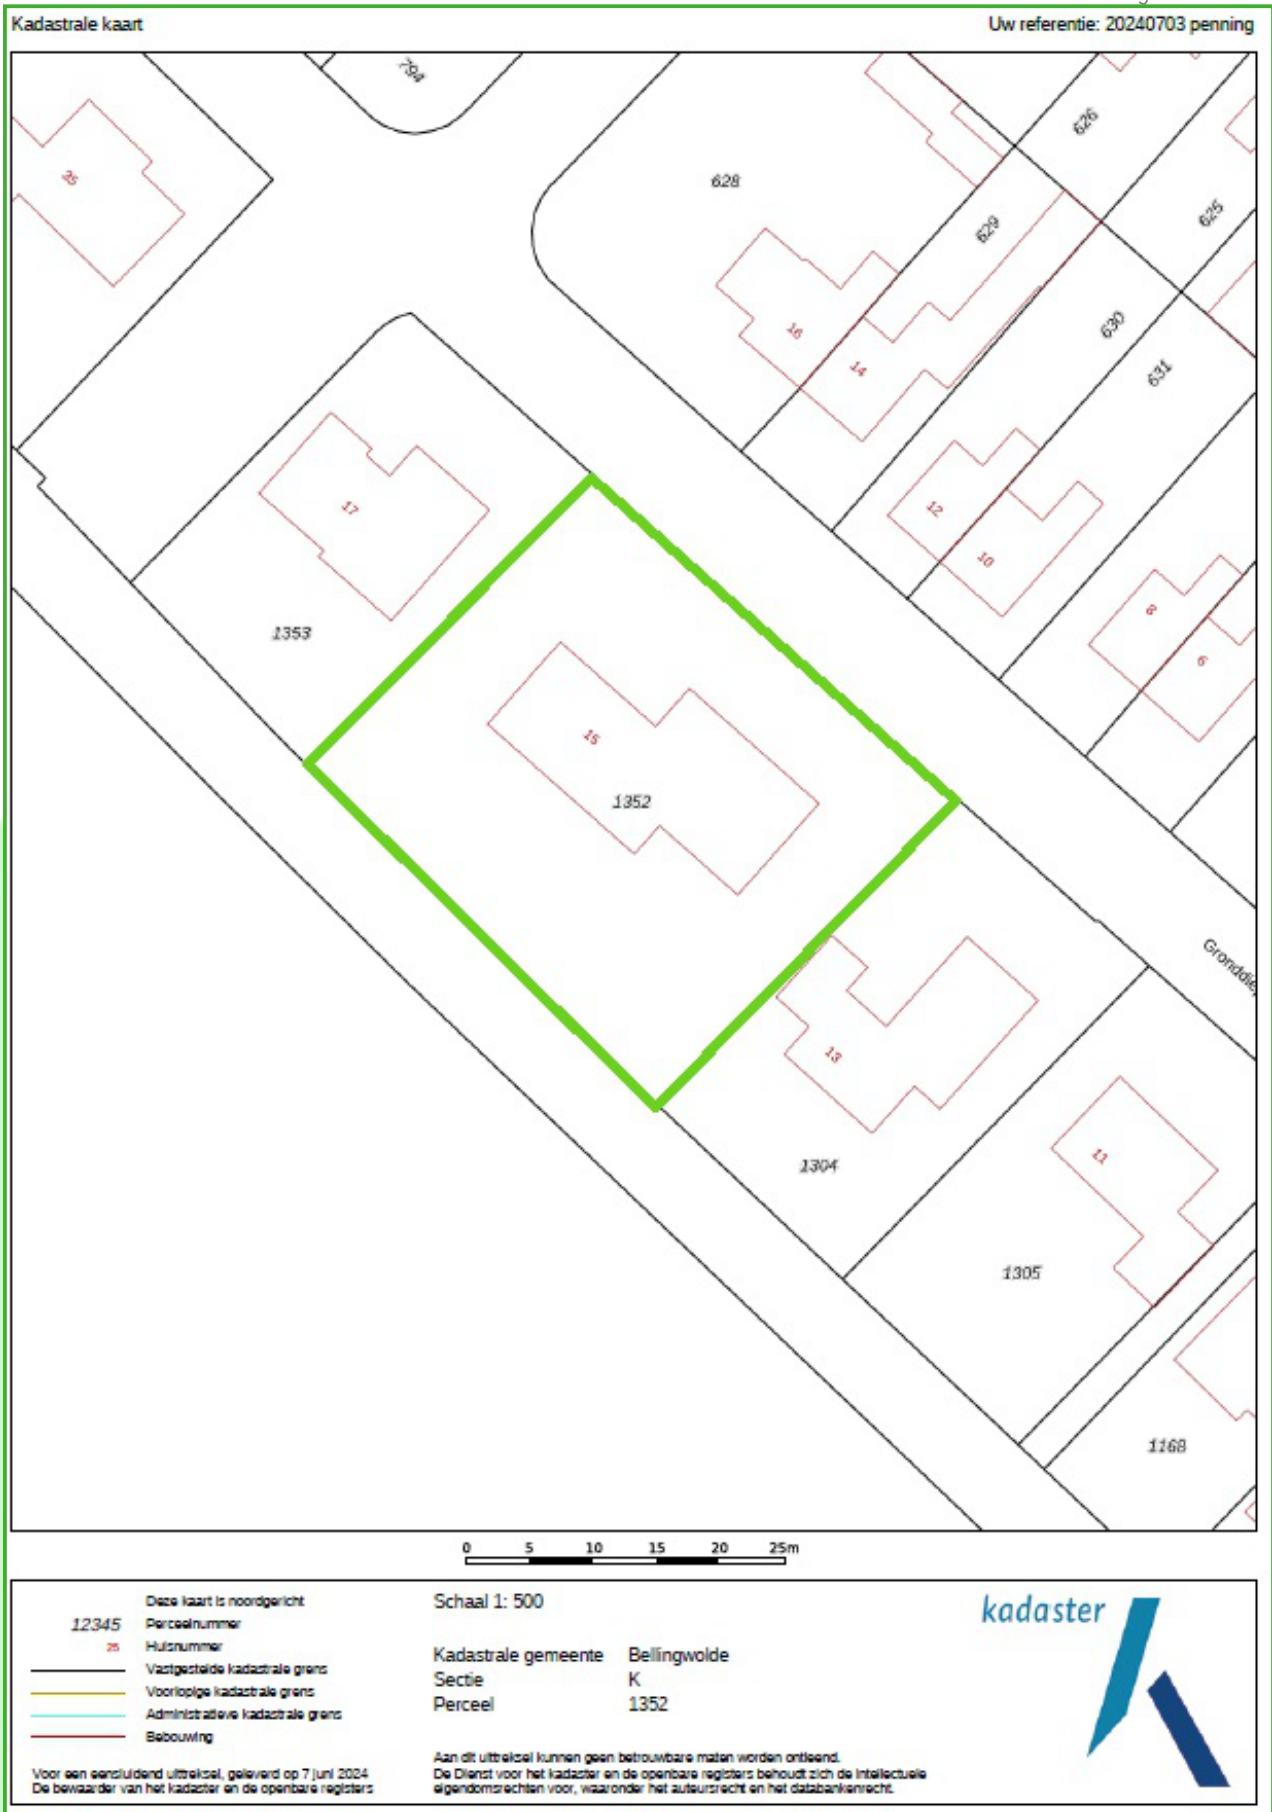 Kadastrale kaart
Uw referentie: 20240703 penning
794
25
628
626
629
625
16
630
14
631
17
12
10
8
1353
6
15
1352
13
11
1304
1305
1168
0 5 10 15 20 25m
Deze kaart is noordgericht
12345 Perceelnummer
25 Huisnummer
Vastgestelde kadastrale grens
Voorlopige kadastrale grens
Administratieve kadastrale grens
Bebouwing
Voor een eensluidend uittreksel, geleverd op 7 juni 2024
De bewaarder van het kadaster en de openbare registers
Schaal 1: 500
Kadastrale gemeente Bellingwolde
Sectie K
Perceel 1352
Aan dit uittreksel kunnen geen betrouwbare maten worden ontleend.
De Dienst voor het kadaster en de openbare registers behoudt zich de intellectuele
eigendomsrechten voor, waaronder het auteursrecht en het databankenrecht.
kadaster